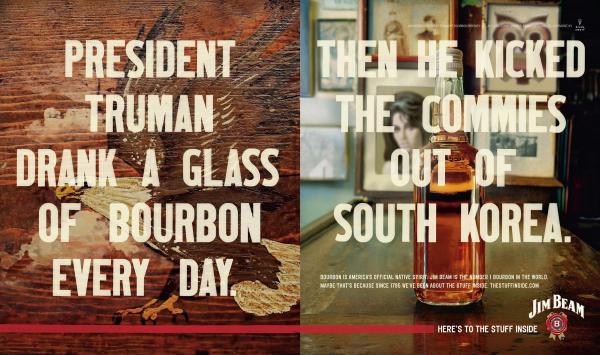 PRESIDENT
TRUMAN
DRANK A GLASS
OF BOURBON
EVERY DAY.
THEN HE KICKED
THE COMMIES
OUT OF
SOUTH KOREA.
BOURBON IS AMERICA'S OFFICIAL NATIVE SPIRIT. JIM BEAM IS THE NUMBER 1 BOURBON IN THE WORLD.
MAYBE THAT'S BECAUSE SINCE 1795 WE'VE BEEN ABOUT THE STUFF INSIDE. THESTUFFINSIDE.COM
JIM BEAM
B
HERE'S TO THE STUFF INSIDE